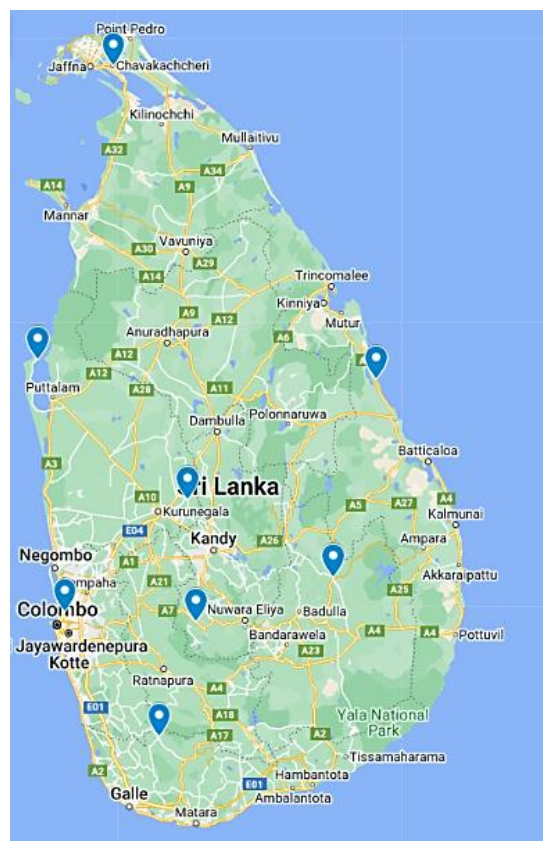 Point Pedro
Jaffna
Chavakachcheri
Kilinochchi
A32
Mullaitivu
A34
A14
A9
Mannar
A30
Vavuniya
A29
A14
Trincomalee
A9
Kinniya
A12
Mutur
Anuradhapura
A6
A12
A12
Puttalam
A28
A11
Polonnaruwa
Dambulla
Batticaloa
A3
Sri Lanka
A10
Kurunegala
A5
A27
A4
Kalmunai
E04
Kandy
A26
Ampara
Negombo
A1
Akkaraipattu
A21
A25
Colombo
A7
Nuwara Eliya
Badulla
Bandarawela
A4
A4
Pottuvil
Jayawardenepura
Kotte
A23
Ratnapura
A4
E01
A18
Yala National
Park
A17
A2
Tissamaharama
A2
Hambantota
E01
Galle
Ambalantota
Matara